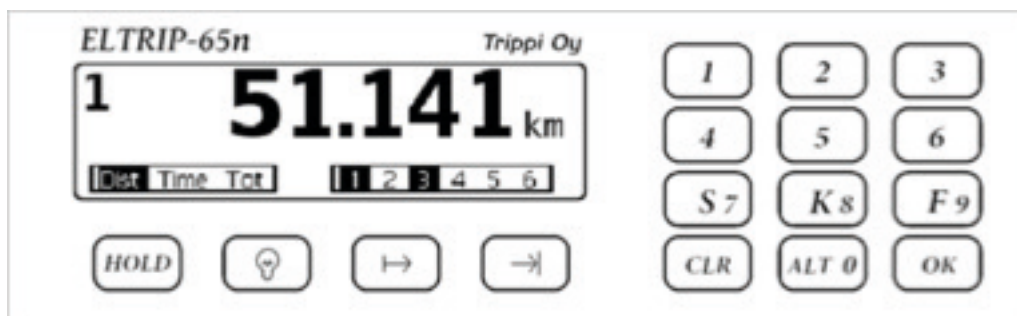 ELTRIP-65n Trippi Oy
1 51.141 km
Dist Time Tot 1 2 3 4 5 6
HOLD
1 2 3
4 5 6
S 7 K 8 F 9
CLR ALT 0 OK